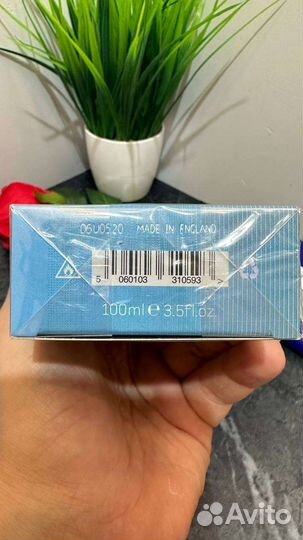 06U0520 MADE IN ENGLAND
5 060103 310593 >
100ml e 3.5fl.oz.
Avito